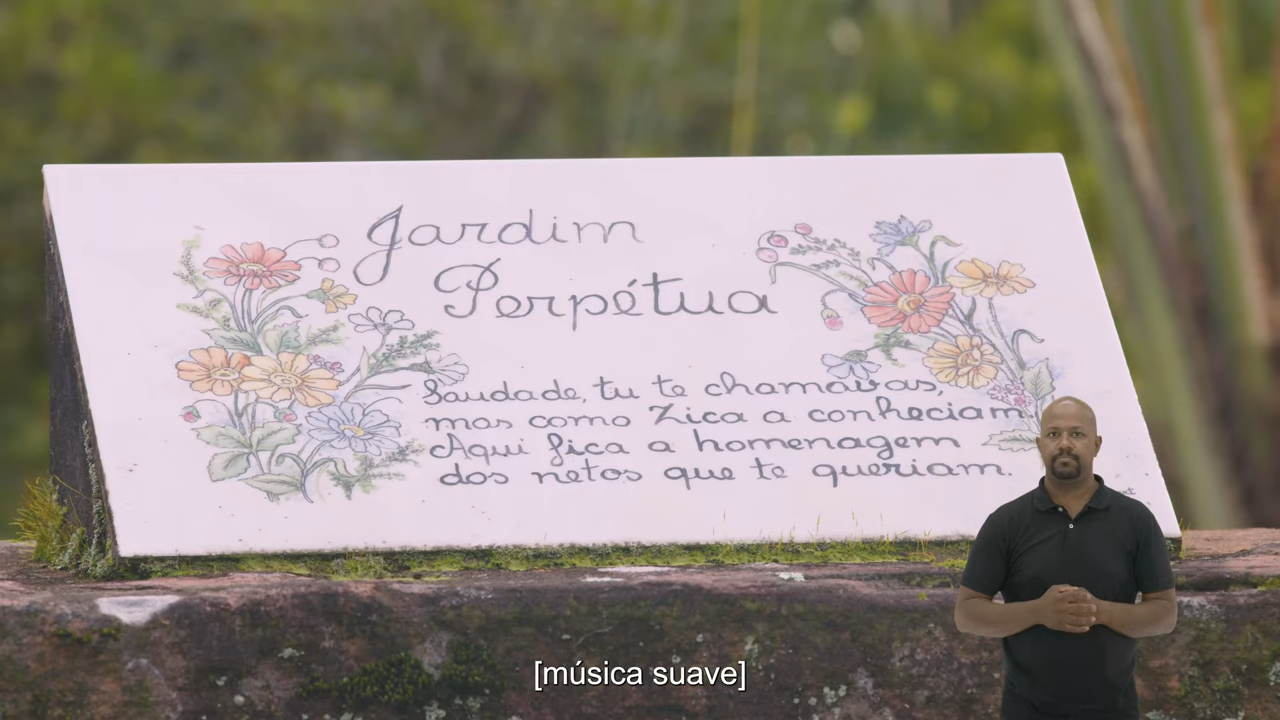 Jardim
Perpétua
Saudade, tu te chamavas,
mas como Zica a conheciam
Aqui fica a homenagem
dos netos que te queriam.
[música suave]